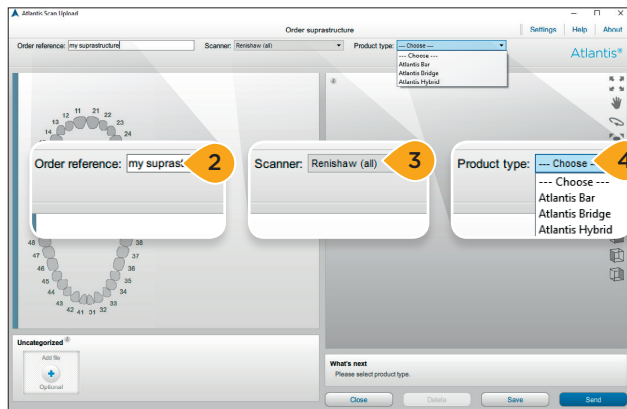 Atlantis Scan Upload
Order suprastructure
Settings Help About
Order reference: my suprastructure Scanner: Renishaw (all) Product type: --- Choose ---
Atlantis®
--- Choose ---
Atlantis Bar
Atlantis Bridge
Atlantis Hybrid
11 21
12 22
13 23
14 24
Order reference: my suprast 2
Scanner: Renishaw (all) 3
Product type: --- Choose - 4
--- Choose ---
Atlantis Bar
Atlantis Bridge
Atlantis Hybrid
48 38
47 37
46 36
45 35
44 34
43 33
42 41 31 32
Uncategorized
Add file
Optional
What's next
Please select product type.
Close Delete Save Send